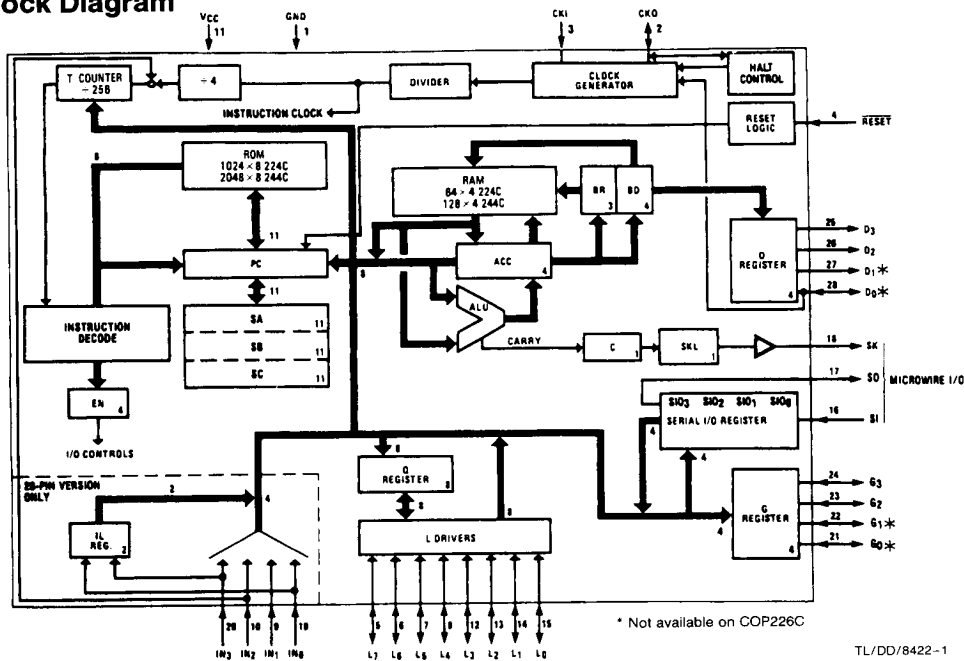 ock Diagram
VCC
11
GND
1
CKI
3
CKO
2
T COUNTER
÷ 256
÷ 4
DIVIDER
CLOCK
GENERATOR
HALT
CONTROL
INSTRUCTION CLOCK
RESET
LOGIC
4
RESET
8
ROM
1024 × 8 224C
2048 × 8 244C
RAM
64 × 4 224C
128 × 4 244C
BR
3
BD
4
11
PC
8
ACC
4
D
REGISTER
4
25 D3
26 D2
27 D1*
28 D0*
11
INSTRUCTION
DECODE
SA 11
SB 11
SC 11
ALU
CARRY
C
1
SKL
1
18 SK
17 SO
MICROWIRE I/O
16 SI
EN
4
I/O CONTROLS
SIO3 SIO2 SIO1 SIO0
SERIAL I/O REGISTER
4
4
28-PIN VERSION
ONLY
2
4
IL
REG.
2
8
Q
REGISTER
8
8
8
L DRIVERS
4
G
REGISTER
4
24 G3
23 G2
22 G1*
21 G0*
20 10 9 19
IN3 IN2 IN1 IN0
5 6 7 8 12 13 14 15
L7 L6 L5 L4 L3 L2 L1 L0
* Not available on COP226C
TL/DD/8422–1